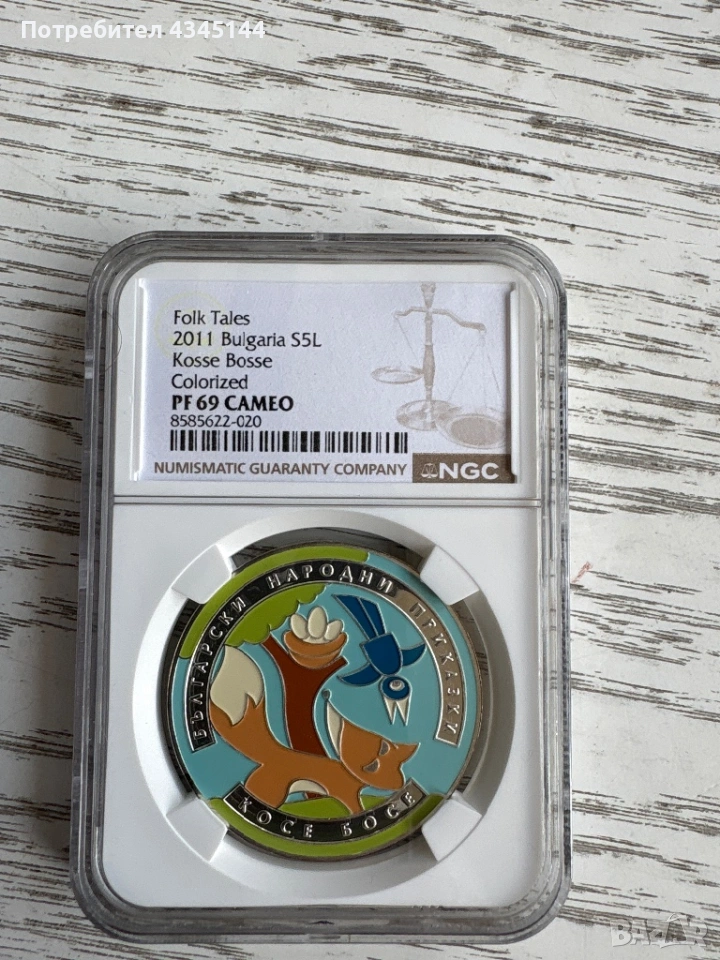 Потребител 4345144
Folk Tales
2011 Bulgaria S5L
Kosse Bosse
Colorized
PF 69 CAMEO
8585622-020
NUMISMATIC GUARANTY COMPANY
NGC
БЪЛГАРСКИ НАРОДНИ ПРИКАЗКИ
КОСЕ БОСЕ
BAZAR